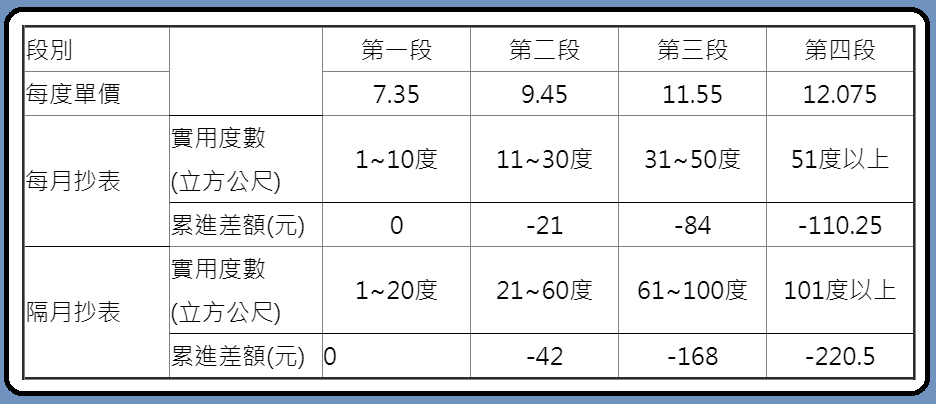 段別 第一段 第二段 第三段 第四段
每度單價 7.35 9.45 11.55 12.075
每月抄表 實用度數 (立方公尺) 1~10度 11~30度 31~50度 51度以上
累進差額(元) 0 -21 -84 -110.25
隔月抄表 實用度數 (立方公尺) 1~20度 21~60度 61~100度 101度以上
累進差額(元) 0 -42 -168 -220.5